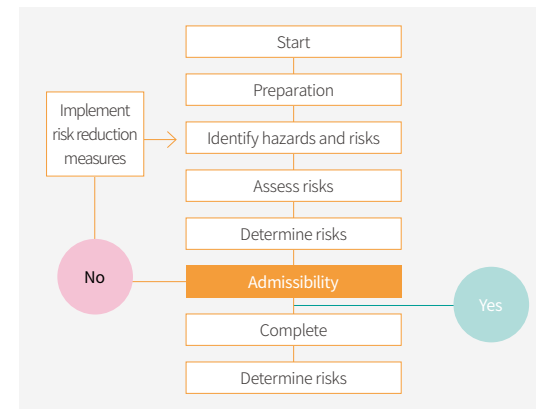 Start
Preparation
Implement
risk reduction
measures
Identify hazards and risks
Assess risks
Determine risks
No
Admissibility
Yes
Complete
Determine risks